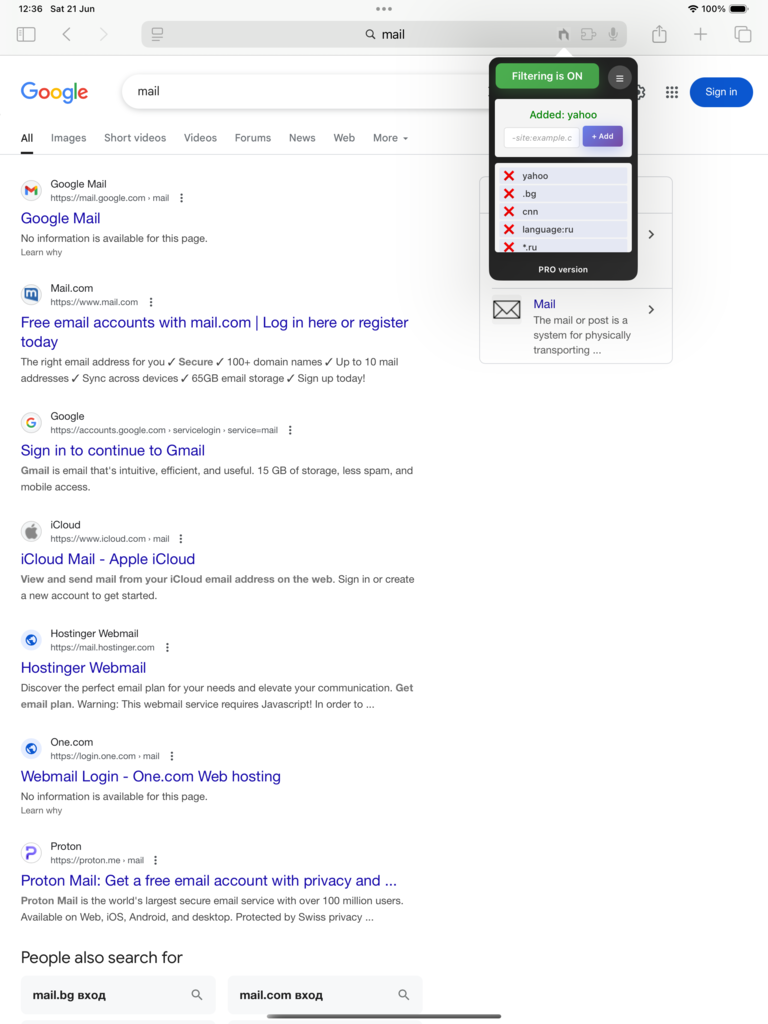 12:36 Sat 21 Jun
100%
mail
Google
mail
Sign in
Filtering is ON
Added: yahoo
-site:example.c
+ Add
yahoo
.bg
cnn
language:ru
*.ru
PRO version
All Images Short videos Videos Forums News Web More
Google Mail
https://mail.google.com › mail
Google Mail
No information is available for this page.
Learn why
Mail
The mail or post is a
system for physically
transporting ...
Mail.com
https://www.mail.com
Free email accounts with mail.com | Log in here or register
today
The right email address for you ✓ Secure ✓ 100+ domain names ✓ Up to 10 mail
addresses ✓ Sync across devices ✓ 65GB email storage ✓ Sign up today!
Google
https://accounts.google.com › servicelogin › service=mail
Sign in to continue to Gmail
Gmail is email that's intuitive, efficient, and useful. 15 GB of storage, less spam, and
mobile access.
iCloud
https://www.icloud.com › mail
iCloud Mail - Apple iCloud
View and send mail from your iCloud email address on the web. Sign in or create
a new account to get started.
Hostinger Webmail
https://mail.hostinger.com
Hostinger Webmail
Discover the perfect email plan for your needs and elevate your communication. Get
email plan. Warning: This webmail service requires Javascript! In order to ...
One.com
https://login.one.com › mail
Webmail Login - One.com Web hosting
No information is available for this page.
Learn why
Proton
https://proton.me › mail
Proton Mail: Get a free email account with privacy and ...
Proton Mail is the world's largest secure email service with over 100 million users.
Available on Web, iOS, Android, and desktop. Protected by Swiss privacy ...
People also search for
mail.bg вход
mail.com вход